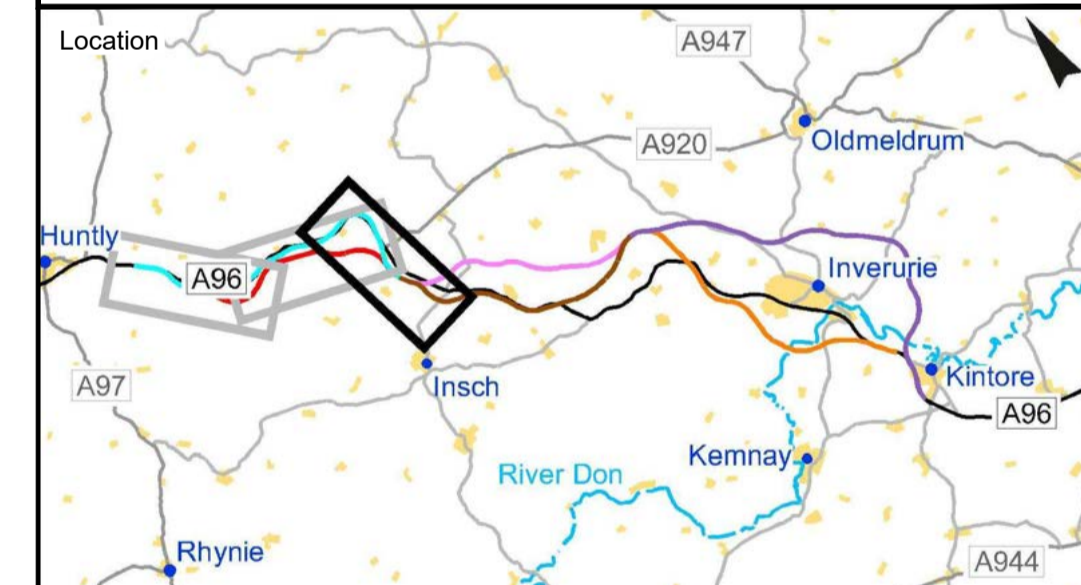 Location
A947
A920
Oldmeldrum
Huntly
A96
Inverurie
A97
Insch
Kintore
A96
Kemnay
River Don
Rhynie
A944